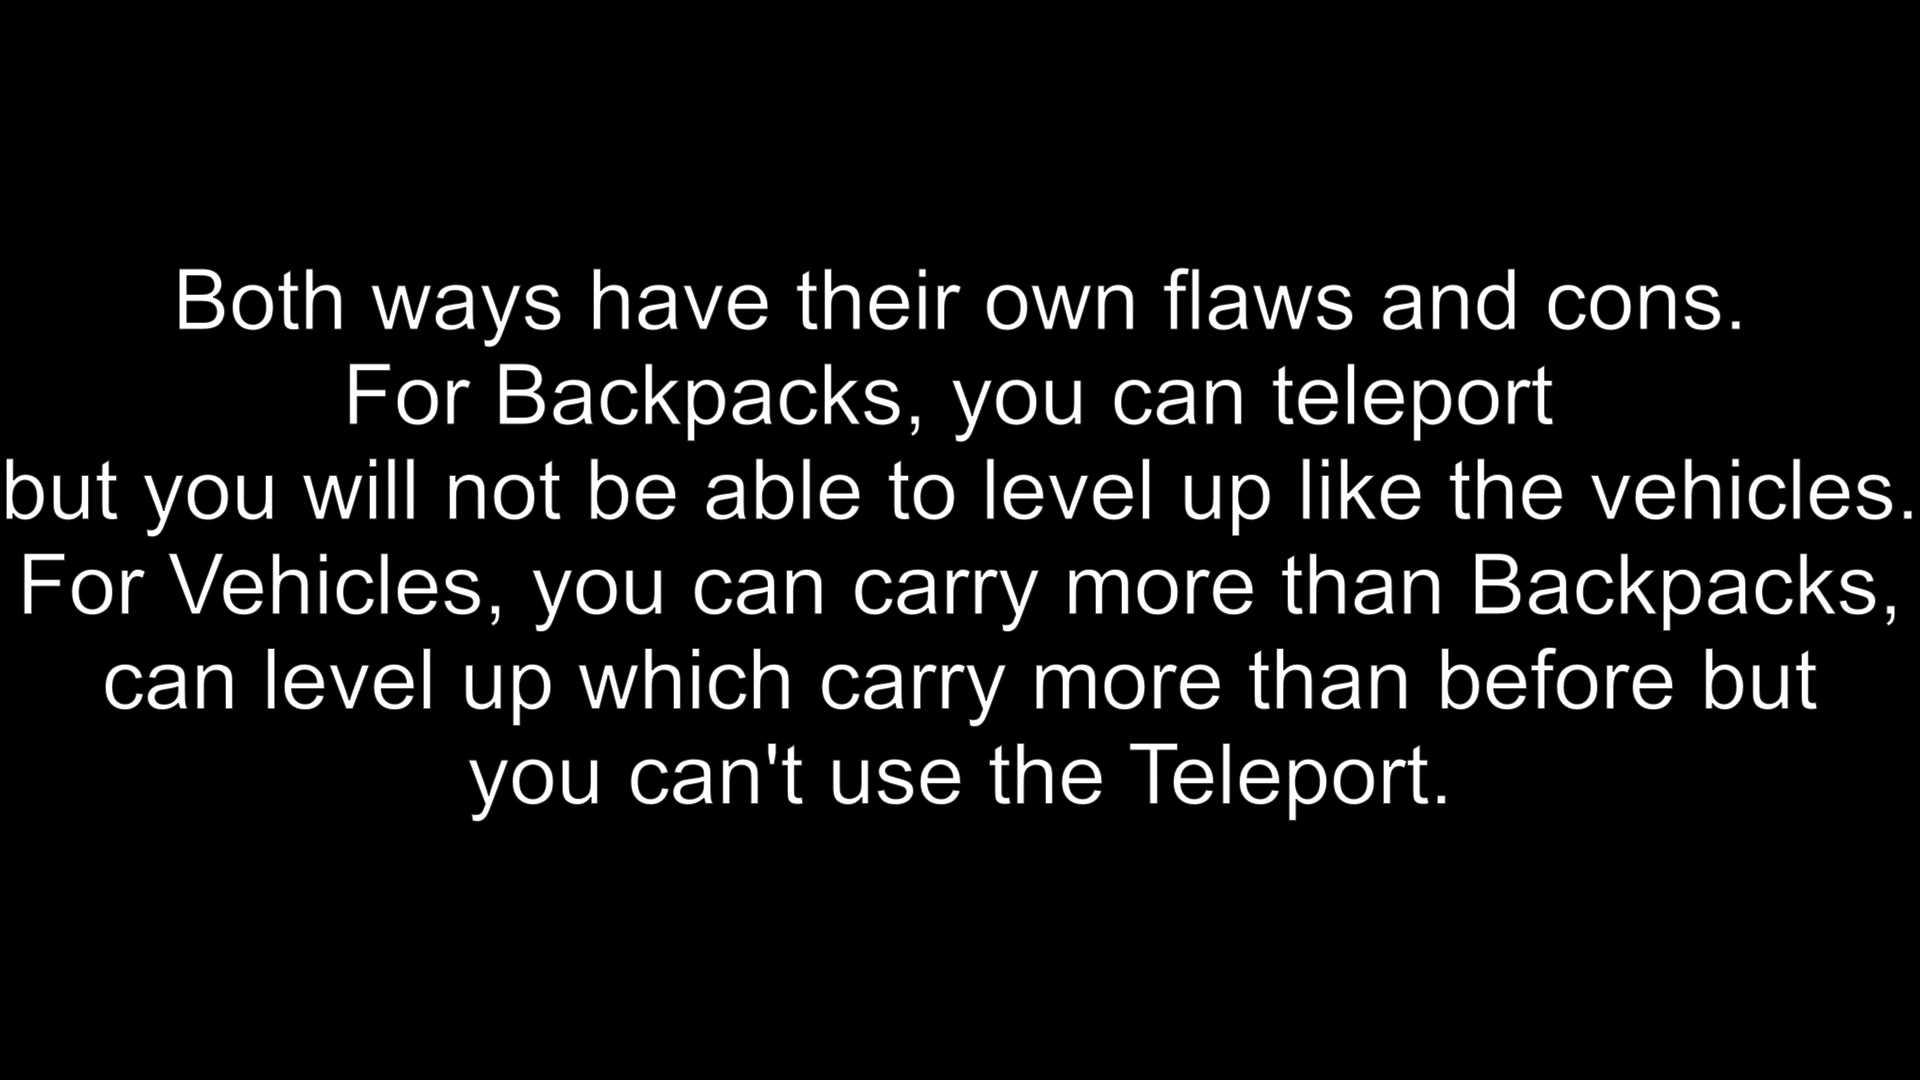 Both ways have their own flaws and cons.
For Backpacks, you can teleport
but you will not be able to level up like the vehicles.
For Vehicles, you can carry more than Backpacks,
can level up which carry more than before but
you can't use the Teleport.